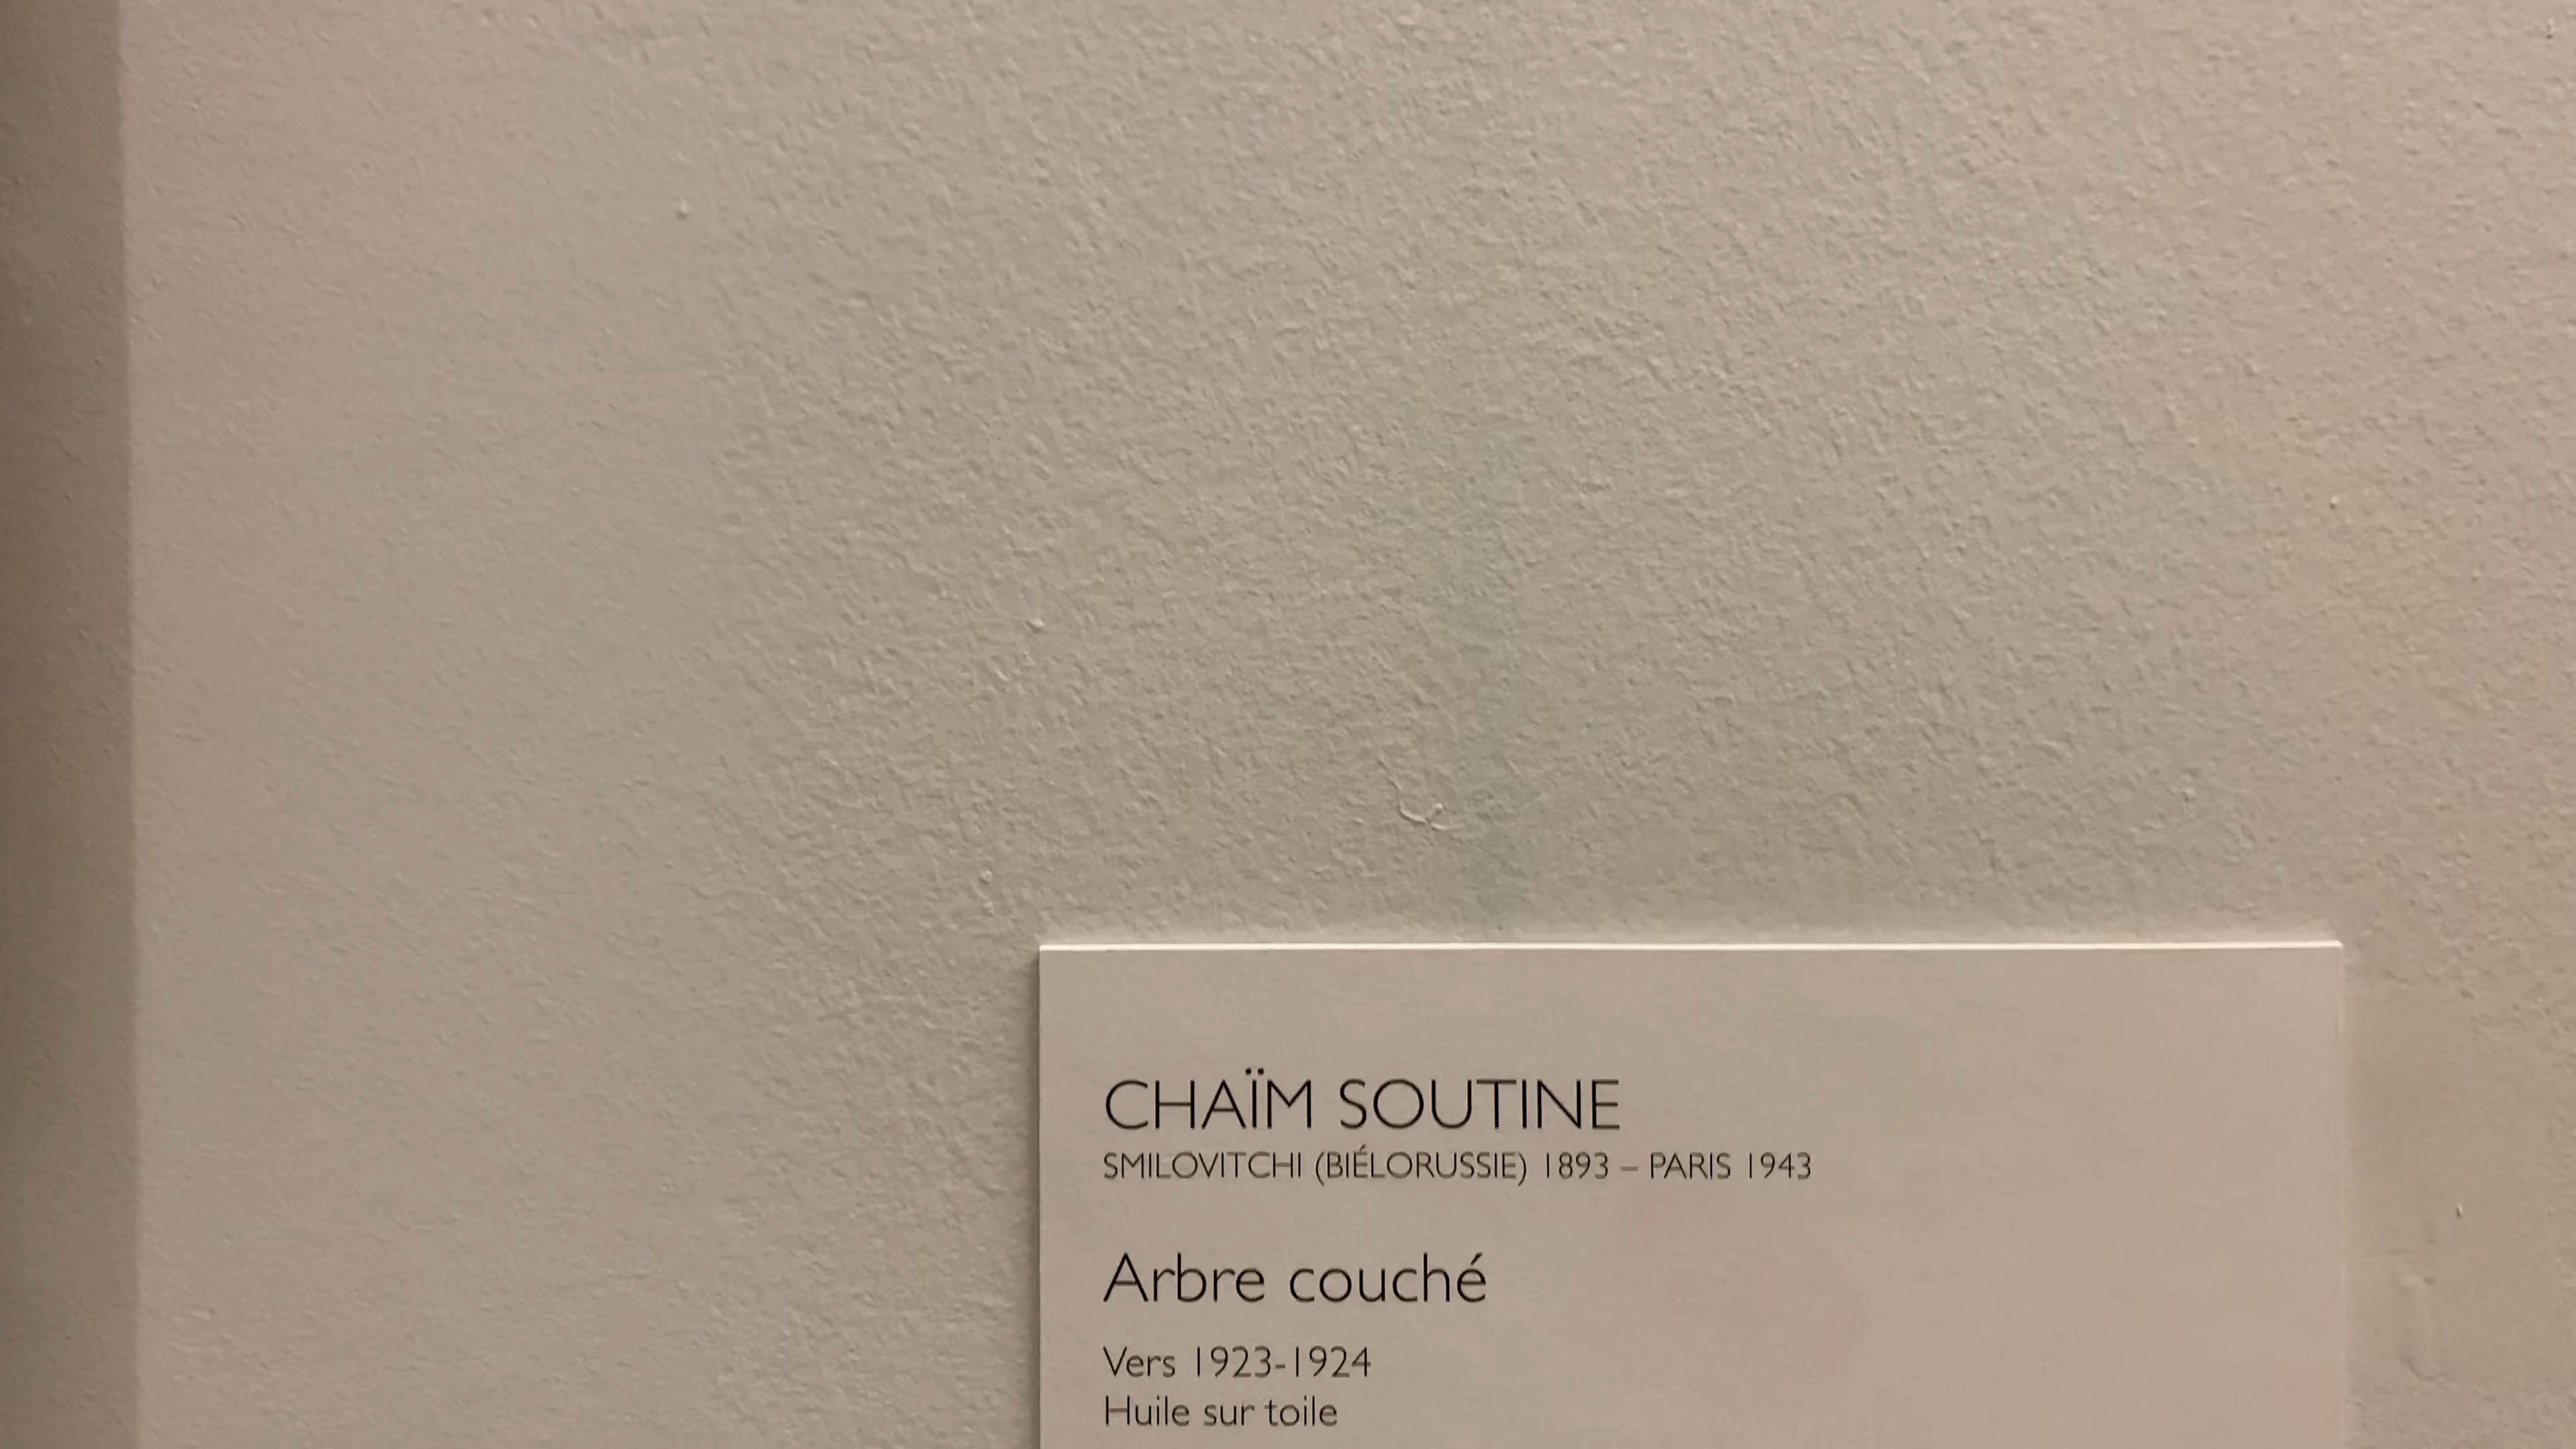 CHAÏM SOUTINE
SMILOVITCHI (BIÉLORUSSIE) 1893 – PARIS 1943
Arbre couché
Vers 1923-1924
Huile sur toile